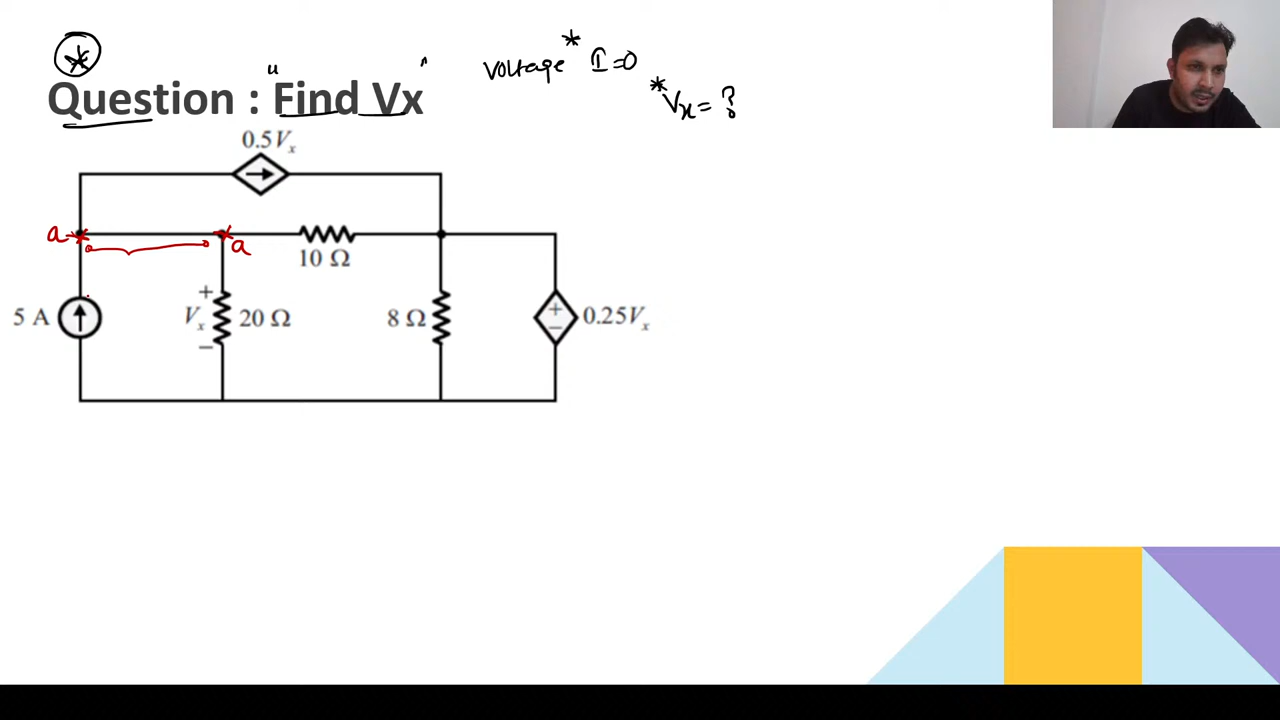 *
voltage * I=0
Question : "Find Vx"
*Vx= ?
0.5Vx
a
a
10 Ω
+
5 A
Vx
20 Ω
8 Ω
+
−
0.25Vx
−